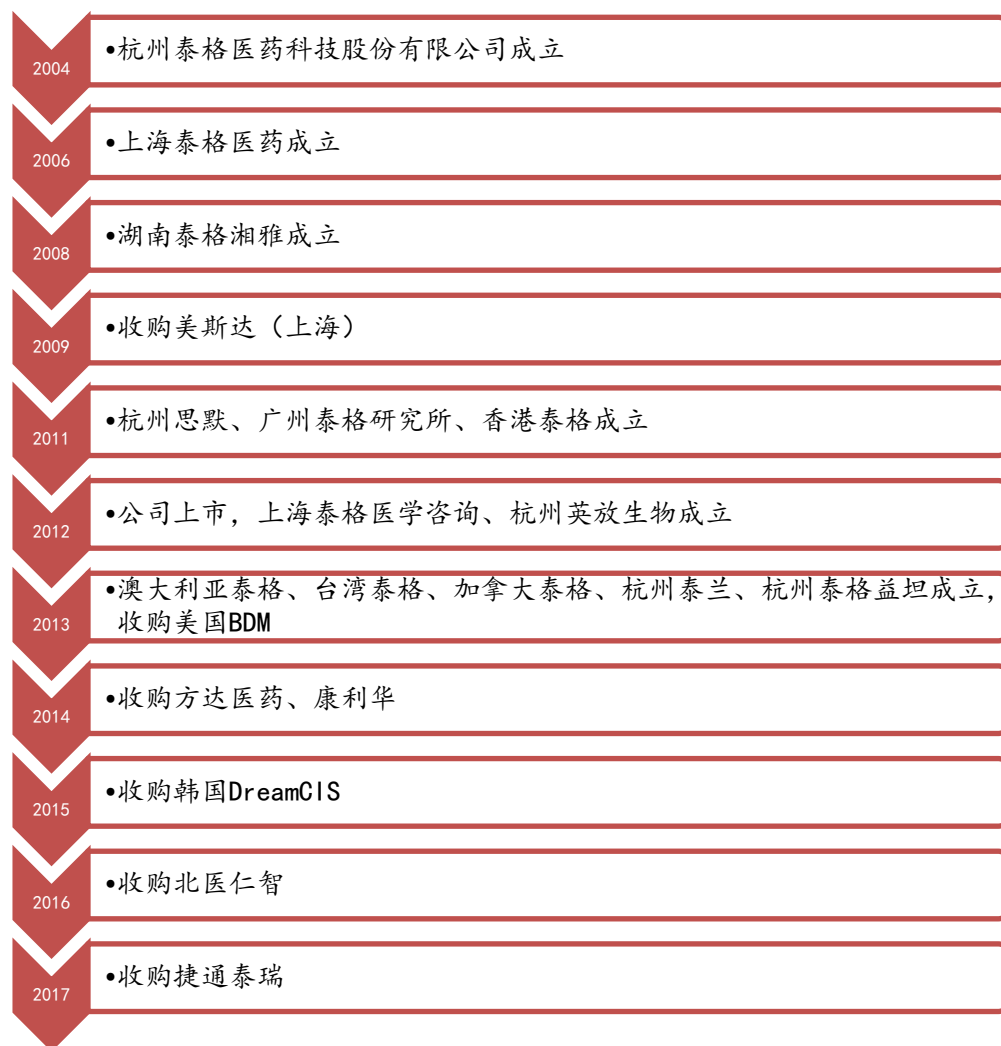 2004
•杭州泰格医药科技股份有限公司成立
2006
•上海泰格医药成立
2008
•湖南泰格湘雅成立
2009
•收购美斯达（上海）
2011
•杭州思默、广州泰格研究所、香港泰格成立
2012
•公司上市，上海泰格医学咨询、杭州英放生物成立
2013
•澳大利亚泰格、台湾泰格、加拿大泰格、杭州泰兰、杭州泰格益坦成立，
收购美国BDM
2014
•收购方达医药、康利华
2015
•收购韩国DreamCIS
2016
•收购北医仁智
2017
•收购捷通泰瑞